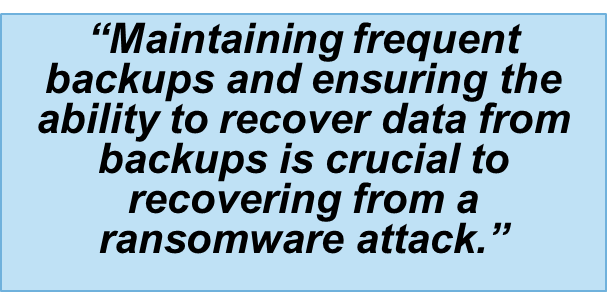 “Maintaining frequent
backups and ensuring the
ability to recover data from
backups is crucial to
recovering from a
ransomware attack.”